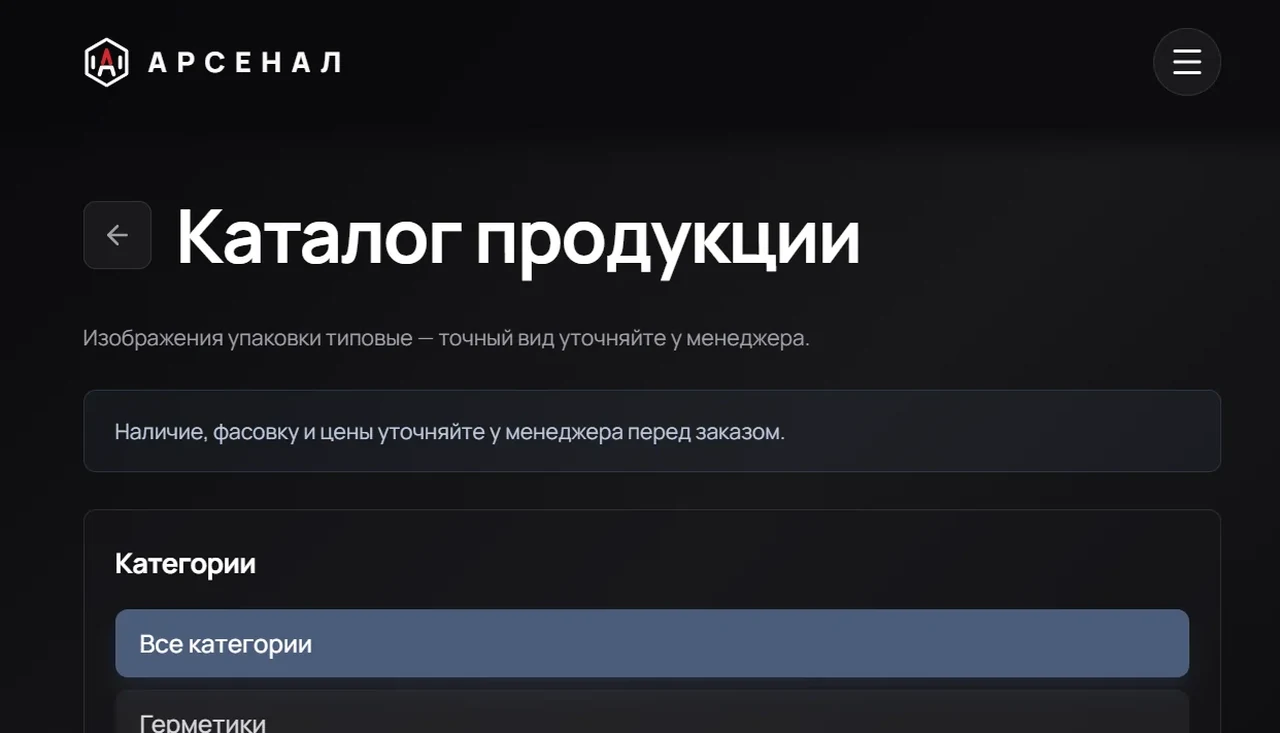 АРСЕНАЛ
Каталог продукции
Изображения упаковки типовые — точный вид уточняйте у менеджера.
Наличие, фасовку и цены уточняйте у менеджера перед заказом.
Категории
Все категории
Герметики